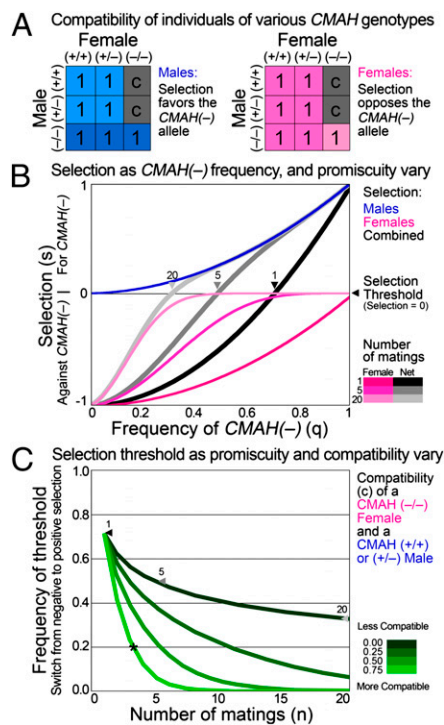 A Compatibility of individuals of various CMAH genotypes
Female
(+/+) (+/–) (–/–)
Male
(+/+)
(+/–)
(–/–)
1 1 c
1 1 c
1 1 1
Males:
Selection
favors the
CMAH(–)
allele
Female
(+/+) (+/–) (–/–)
Male
(+/+)
(+/–)
(–/–)
1 1 c
1 1 c
1 1 1
Females:
Selection
opposes the
CMAH(–)
allele
B Selection as CMAH(–) frequency, and promiscuity vary
Selection (s)
Against CMAH(–) | For CMAH(–)
1
0
-1
20
5
1
0 0.2 0.4 0.6 0.8 1
Frequency of CMAH(–) (q)
Selection:
Males
Females
Combined
Selection
Threshold
(Selection = 0)
Number
of matings
1
5
20
Female Net
C Selection threshold as promiscuity and compatibility vary
Frequency of threshold
Switch from negative to positive selection
1.0
0.8
0.6
0.4
0.2
0.0
1
5
20
*
0 5 10 15 20
Number of matings (n)
Compatibility
(c) of a
CMAH (–/–)
Female
and a
CMAH (+/+)
or (+/–) Male
Less Compatible
0.00
0.25
0.50
0.75
More Compatible